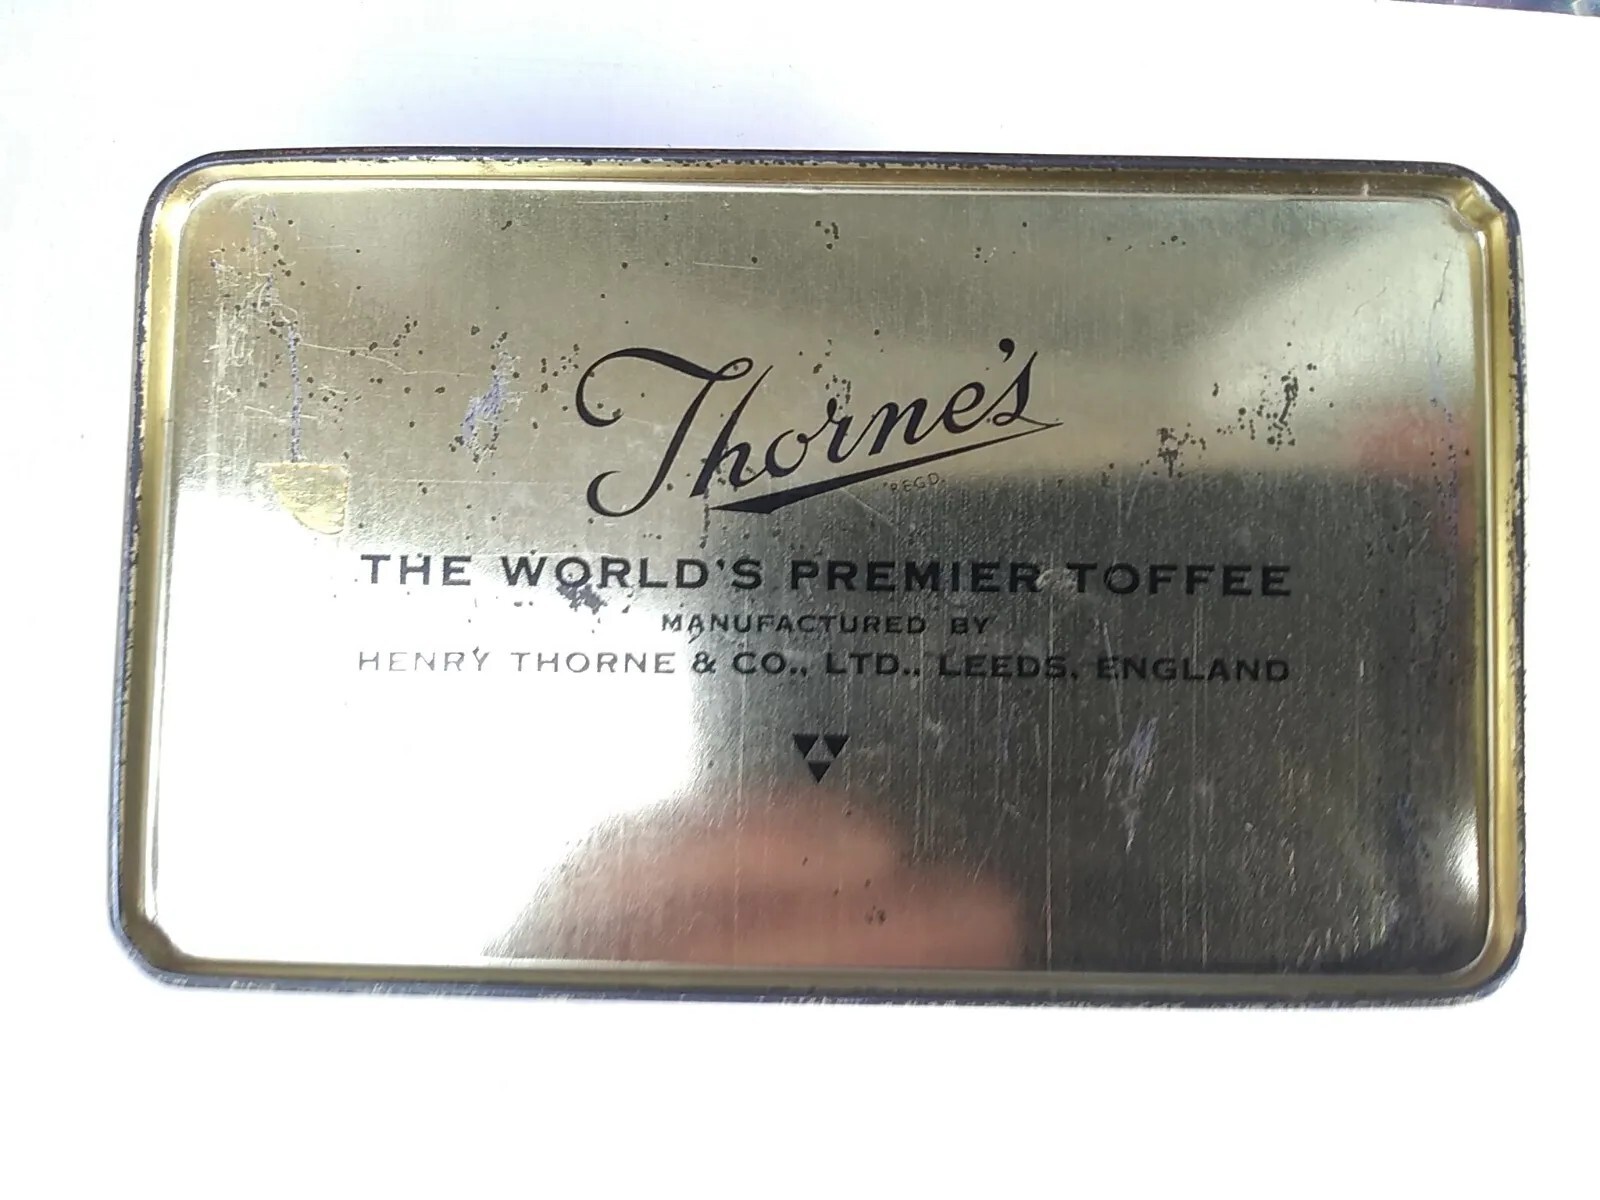 Thorne's
REGD.
THE WORLD'S PREMIER TOFFEE
MANUFACTURED BY
HENRY THORNE & CO., LTD., LEEDS, ENGLAND